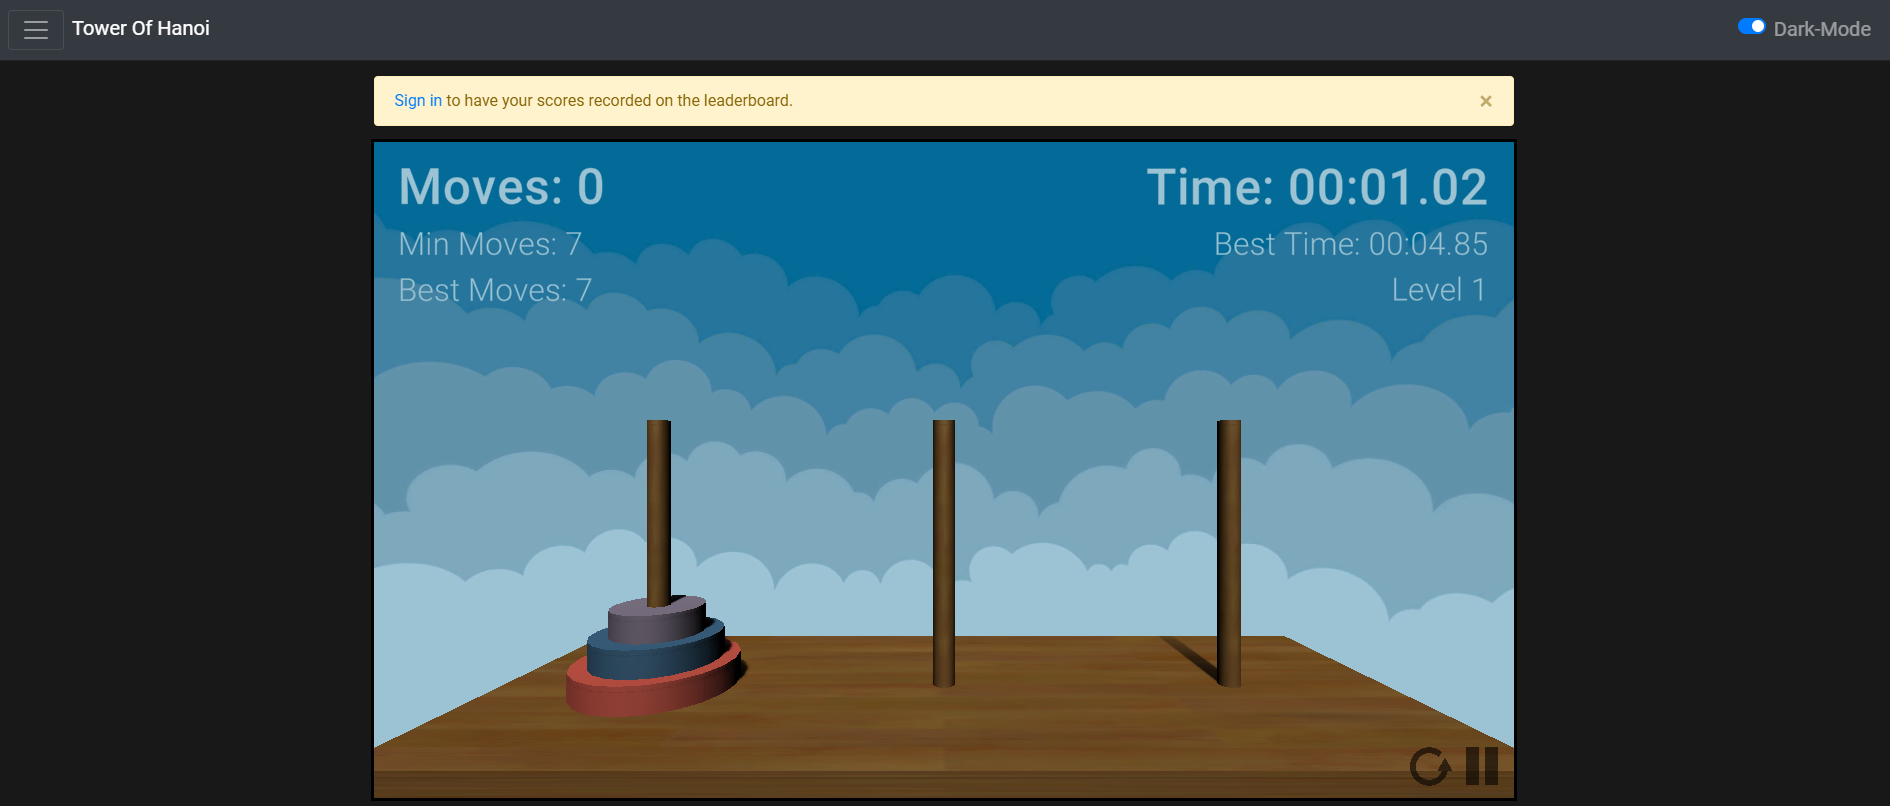 Tower Of Hanoi
Dark-Mode
Sign in to have your scores recorded on the leaderboard.
×
Moves: 0
Time: 00:01.02
Min Moves: 7
Best Time: 00:04.85
Best Moves: 7
Level 1